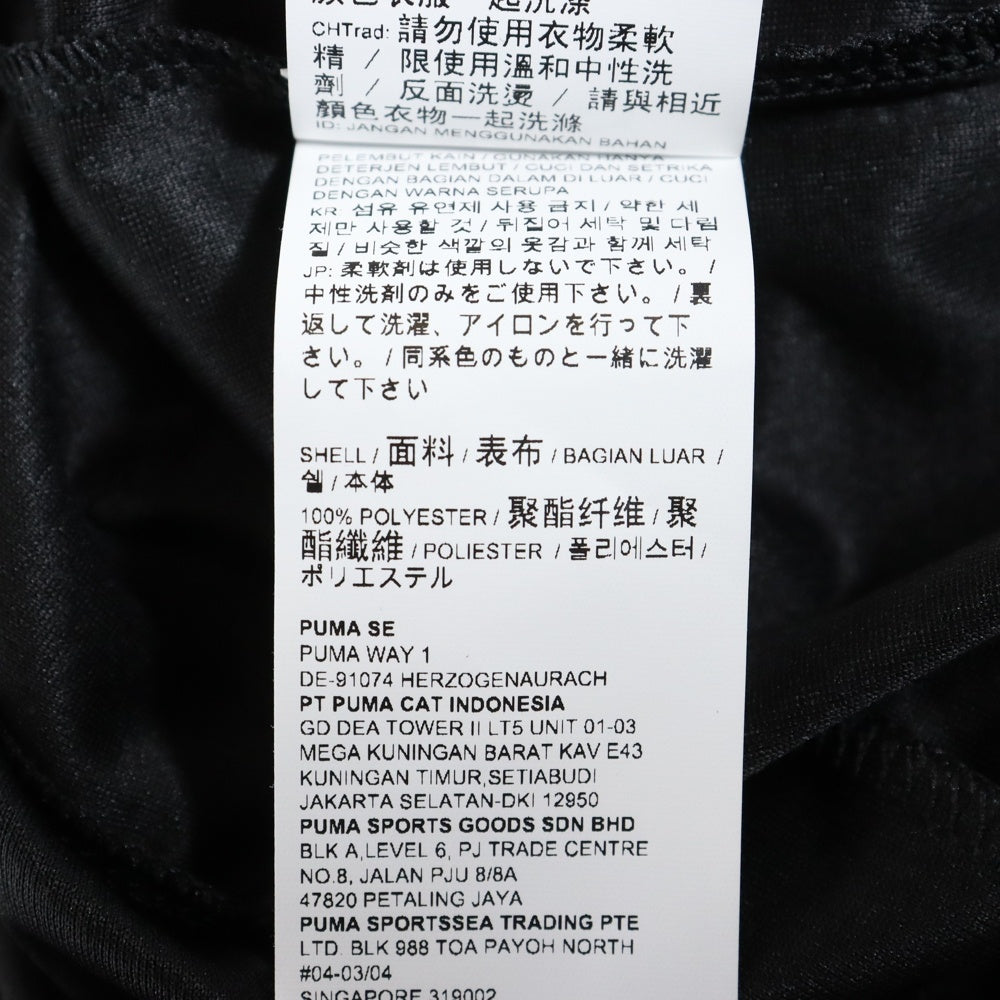 顏色衣服一起洗滌
CHTrad: 請勿使用衣物柔軟
精 / 限使用溫和中性洗
劑 / 反面洗燙 / 請與相近
顏色衣物一起洗滌
ID: JANGAN MENGGUNAKAN BAHAN
PELEMBUT KAIN / GUNAKAN HANYA
DETERJEN LEMBUT / CUCI DAN SETRIKA
DENGAN BAGIAN DALAM DI LUAR / CUCI
DENGAN WARNA SERUPA
KR: 섬유 유연제 사용 금지 / 약한 세
제만 사용할 것 / 뒤집어 세탁 및 다림
질 / 비슷한 색깔의 옷감과 함께 세탁
JP: 柔軟剤は使用しないで下さい。 /
中性洗剤のみをご使用下さい。 / 裏
返して洗濯、アイロンを行って下
さい。 / 同系色のものと一緒に洗濯
して下さい
SHELL / 面料 / 表布 / BAGIAN LUAR /
쉘 / 本体
100% POLYESTER / 聚酯纤维 / 聚
酯纖維 / POLIESTER / 폴리에스터 /
ポリエステル
PUMA SE
PUMA WAY 1
DE-91074 HERZOGENAURACH
PT PUMA CAT INDONESIA
GD DEA TOWER II LT5 UNIT 01-03
MEGA KUNINGAN BARAT KAV E43
KUNINGAN TIMUR,SETIABUDI
JAKARTA SELATAN-DKI 12950
PUMA SPORTS GOODS SDN BHD
BLK A,LEVEL 6, PJ TRADE CENTRE
NO.8, JALAN PJU 8/8A
47820 PETALING JAYA
PUMA SPORTSSEA TRADING PTE
LTD. BLK 988 TOA PAYOH NORTH
#04-03/04
SINGAPORE 319002